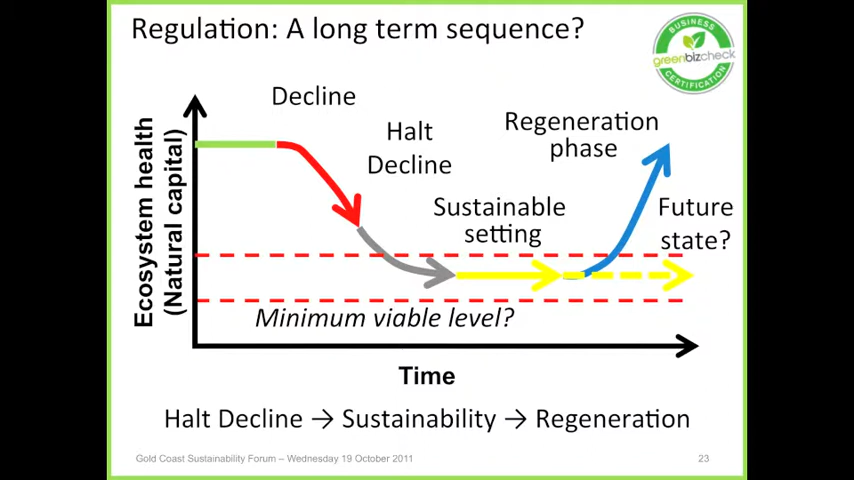 Regulation: A long term sequence?
BUSINESS
greenbizcheck
CERTIFICATION
Decline
Halt
Decline
Regeneration
phase
Sustainable
setting
Future
state?
Ecosystem health
(Natural capital)
Minimum viable level?
Time
Halt Decline → Sustainability → Regeneration
Gold Coast Sustainability Forum – Wednesday 19 October 2011
23